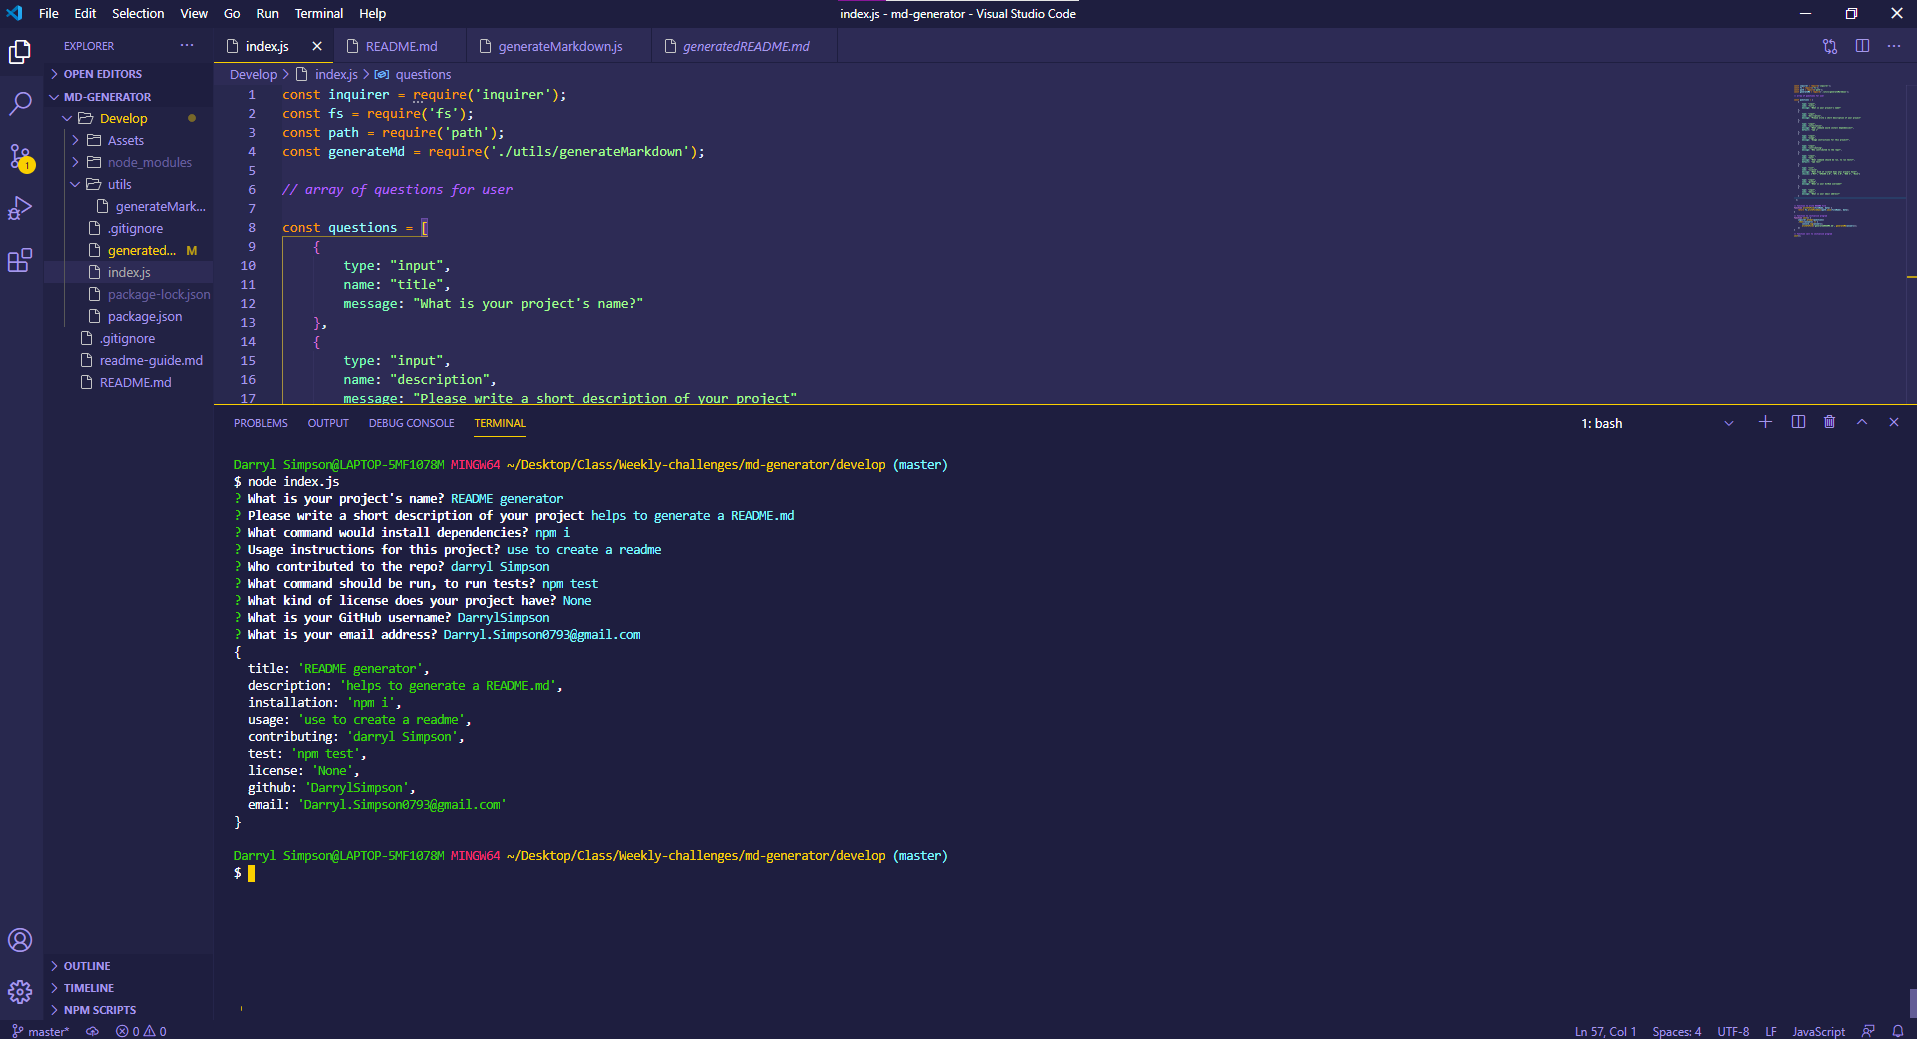 File Edit Selection View Go Run Terminal Help
index.js - md-generator - Visual Studio Code
EXPLORER
OPEN EDITORS
MD-GENERATOR
Develop
Assets
node_modules
utils
generateMark...
.gitignore
generated... M
index.js
package-lock.json
package.json
.gitignore
readme-guide.md
README.md
OUTLINE
TIMELINE
NPM SCRIPTS
1
index.js README.md generateMarkdown.js generatedREADME.md
Develop > index.js > questions
1 const inquirer = require('inquirer');
2 const fs = require('fs');
3 const path = require('path');
4 const generateMd = require('./utils/generateMarkdown');
5
6 // array of questions for user
7
8 const questions = [
9 {
10 type: "input",
11 name: "title",
12 message: "What is your project's name?"
13 },
14 {
15 type: "input",
16 name: "description",
17 message: "Please write a short description of your project"
PROBLEMS OUTPUT DEBUG CONSOLE TERMINAL 1: bash
Darryl Simpson@LAPTOP-5MF1078M MINGW64 ~/Desktop/Class/Weekly-challenges/md-generator/develop (master)
$ node index.js
? What is your project's name? README generator
? Please write a short description of your project helps to generate a README.md
? What command would install dependencies? npm i
? Usage instructions for this project? use to create a readme
? Who contributed to the repo? darryl Simpson
? What command should be run, to run tests? npm test
? What kind of license does your project have? None
? What is your GitHub username? DarrylSimpson
? What is your email address? Darryl.Simpson0793@gmail.com
{
title: 'README generator',
description: 'helps to generate a README.md',
installation: 'npm i',
usage: 'use to create a readme',
contributing: 'darryl Simpson',
test: 'npm test',
license: 'None',
github: 'DarrylSimpson',
email: 'Darryl.Simpson0793@gmail.com'
}
Darryl Simpson@LAPTOP-5MF1078M MINGW64 ~/Desktop/Class/Weekly-challenges/md-generator/develop (master)
$
master* 0 0 Ln 57, Col 1 Spaces: 4 UTF-8 LF JavaScript